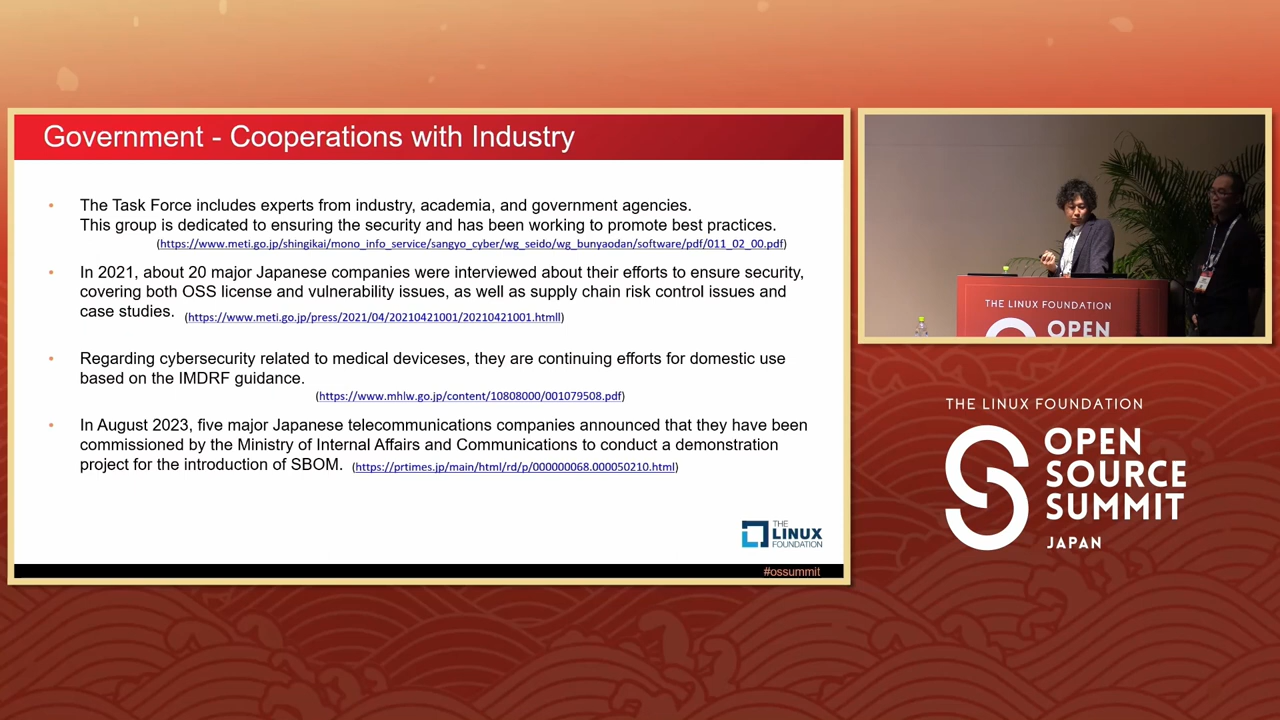 Government - Cooperations with Industry
• The Task Force includes experts from industry, academia, and government agencies.
This group is dedicated to ensuring the security and has been working to promote best practices.
(https://www.meti.go.jp/shingikai/mono_info_service/sangyo_cyber/wg_seido/wg_bunyaodan/software/pdf/011_02_00.pdf)
• In 2021, about 20 major Japanese companies were interviewed about their efforts to ensure security,
covering both OSS license and vulnerability issues, as well as supply chain risk control issues and
case studies. (https://www.meti.go.jp/press/2021/04/20210421001/20210421001.htmll)
• Regarding cybersecurity related to medical deviceses, they are continuing efforts for domestic use
based on the IMDRF guidance.
(https://www.mhlw.go.jp/content/10808000/001079508.pdf)
• In August 2023, five major Japanese telecommunications companies announced that they have been
commissioned by the Ministry of Internal Affairs and Communications to conduct a demonstration
project for the introduction of SBOM. (https://prtimes.jp/main/html/rd/p/000000068.000050210.html)
THE
LINUX
FOUNDATION
#ossummit
THE LINUX FOUNDATION
OPEN
THE LINUX FOUNDATION
OPEN
SOURCE
SUMMIT
JAPAN